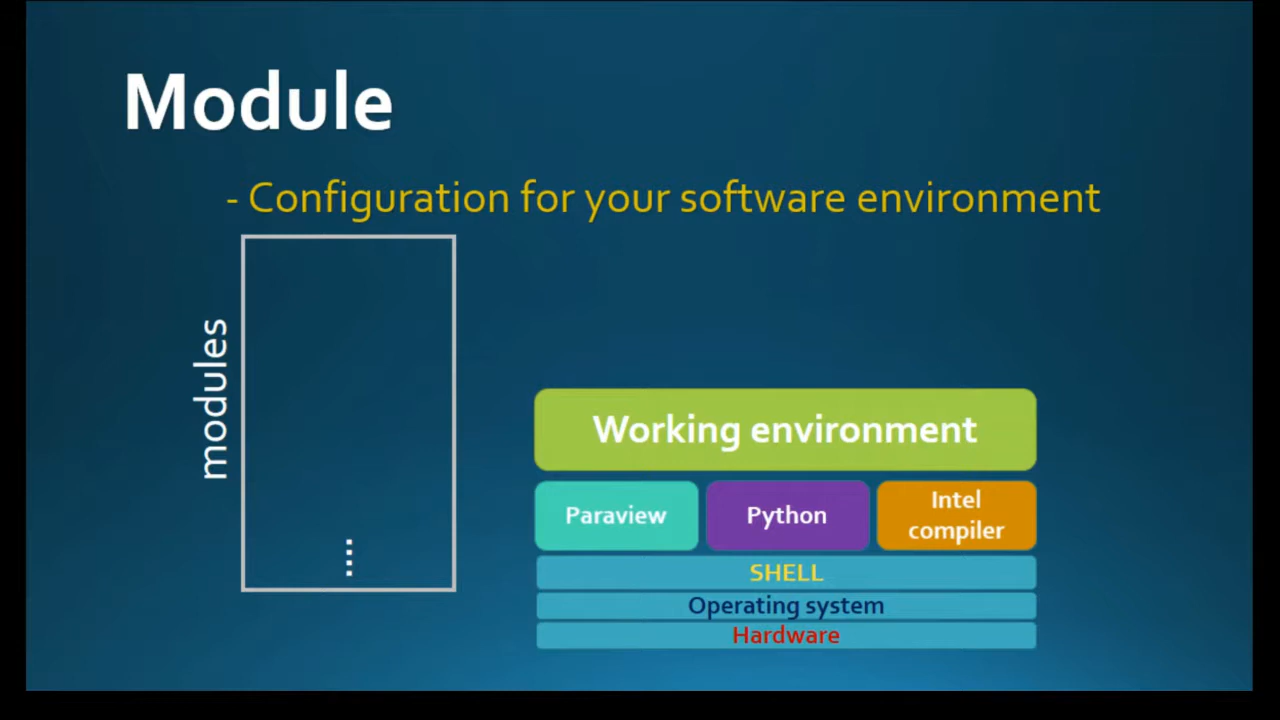 Module
- Configuration for your software environment
modules
Working environment
Paraview
Python
Intel
compiler
SHELL
Operating system
Hardware